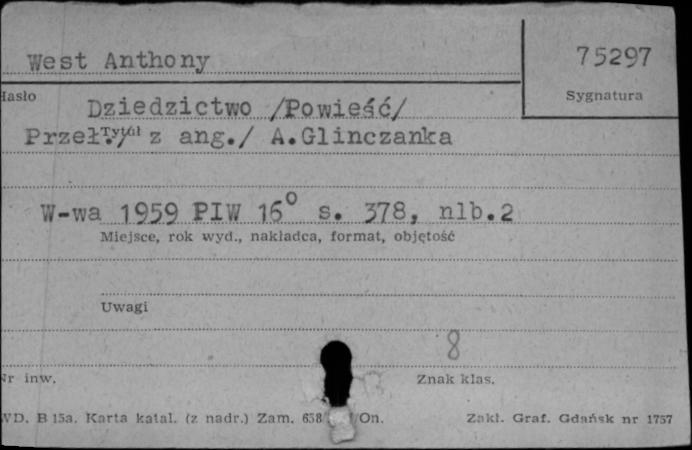 West Anthony
75297
Hasło
Sygnatura
Dziedzictwo /Powieść/
Tytuł
Przeł./ z ang./ A.Glinczanka
W-wa 1959 PIW 16° s. 378, nlb.2
Miejsce, rok wyd., nakładca, format, objętość
Uwagi
8
Nr inw.
Znak klas.
WD. B 15a. Karta katal. (z nadr.) Zam. 658/ /On.
Zakł. Graf. Gdańsk nr 1757